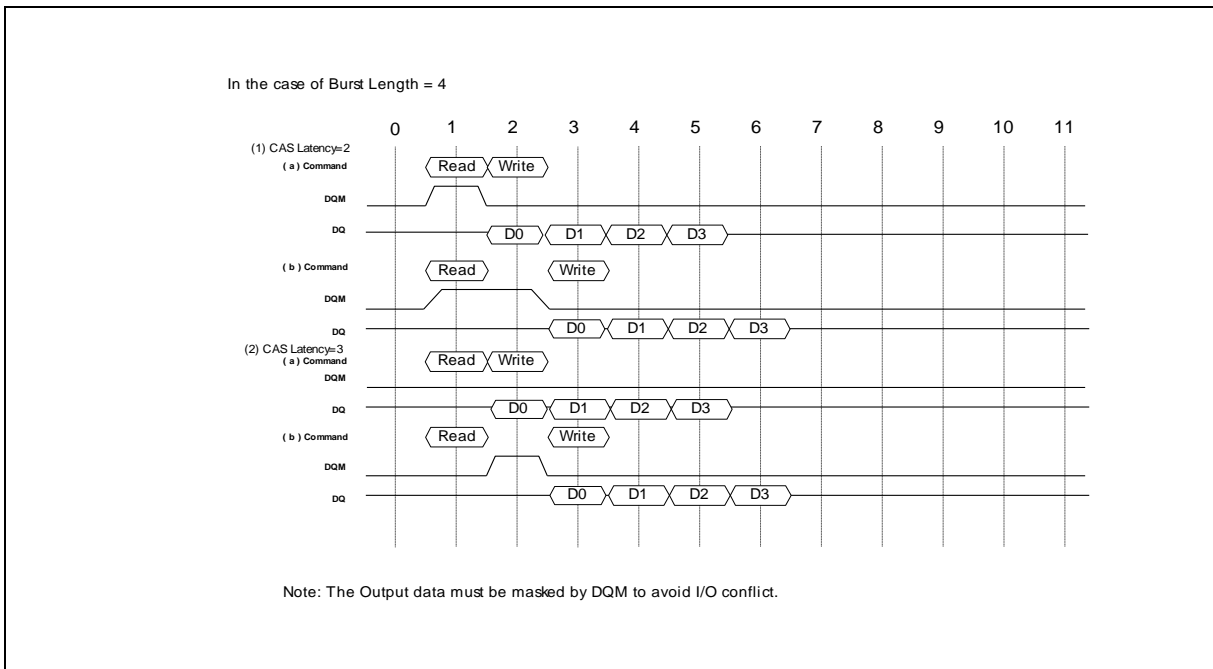 In the case of Burst Length = 4
0 1 2 3 4 5 6 7 8 9 10 11
(1) CAS Latency=2
( a ) Command Read Write
DQM
DQ D0 D1 D2 D3
( b ) Command Read Write
DQM
DQ D0 D1 D2 D3
(2) CAS Latency=3
( a ) Command Read Write
DQM
DQ D0 D1 D2 D3
( b ) Command Read Write
DQM
DQ D0 D1 D2 D3
Note: The Output data must be masked by DQM to avoid I/O conflict.